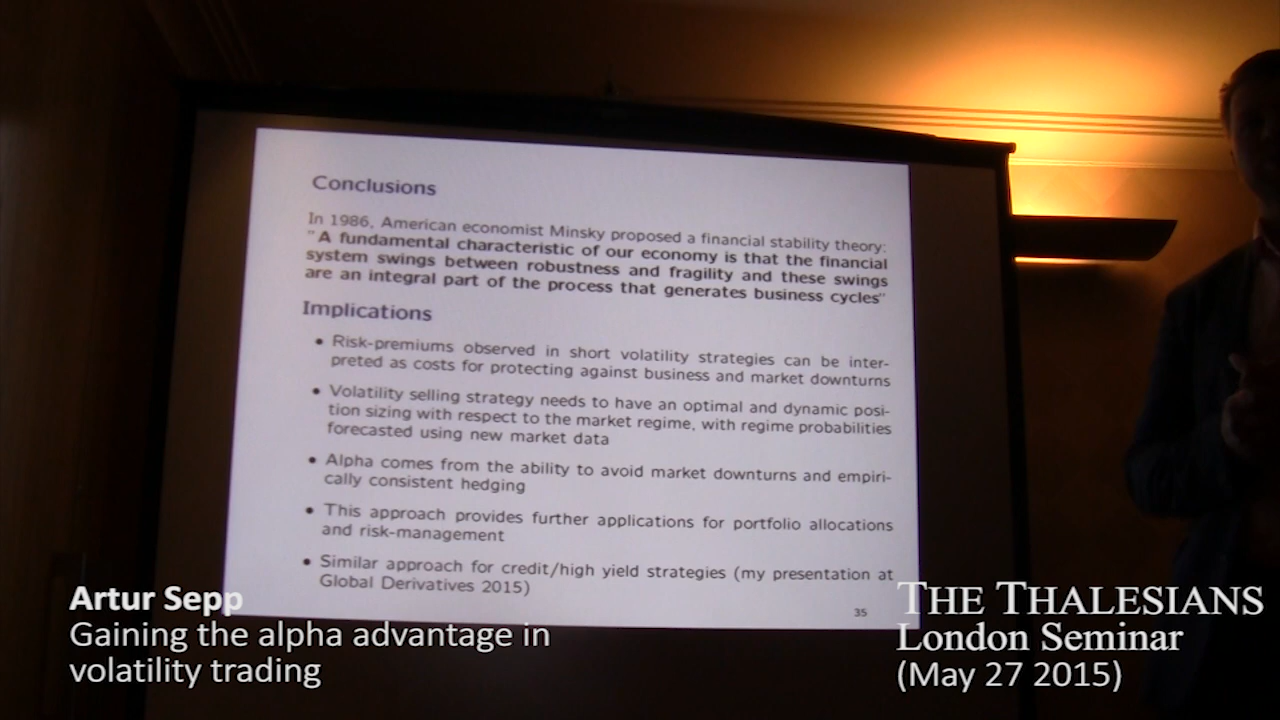 Conclusions
In 1986, American economist Minsky proposed a financial stability theory:
"A fundamental characteristic of our economy is that the financial
system swings between robustness and fragility and these swings
are an integral part of the process that generates business cycles"
Implications
• Risk-premiums observed in short volatility strategies can be inter-
preted as costs for protecting against business and market downturns
• Volatility selling strategy needs to have an optimal and dynamic posi-
tion sizing with respect to the market regime, with regime probabilities
forecasted using new market data
• Alpha comes from the ability to avoid market downturns and empiri-
cally consistent hedging
• This approach provides further applications for portfolio allocations
and risk-management
• Similar approach for credit/high yield strategies (my presentation at
Global Derivatives 2015)
35
Artur Sepp
Gaining the alpha advantage in
volatility trading
THE THALESIANS
London Seminar
(May 27 2015)